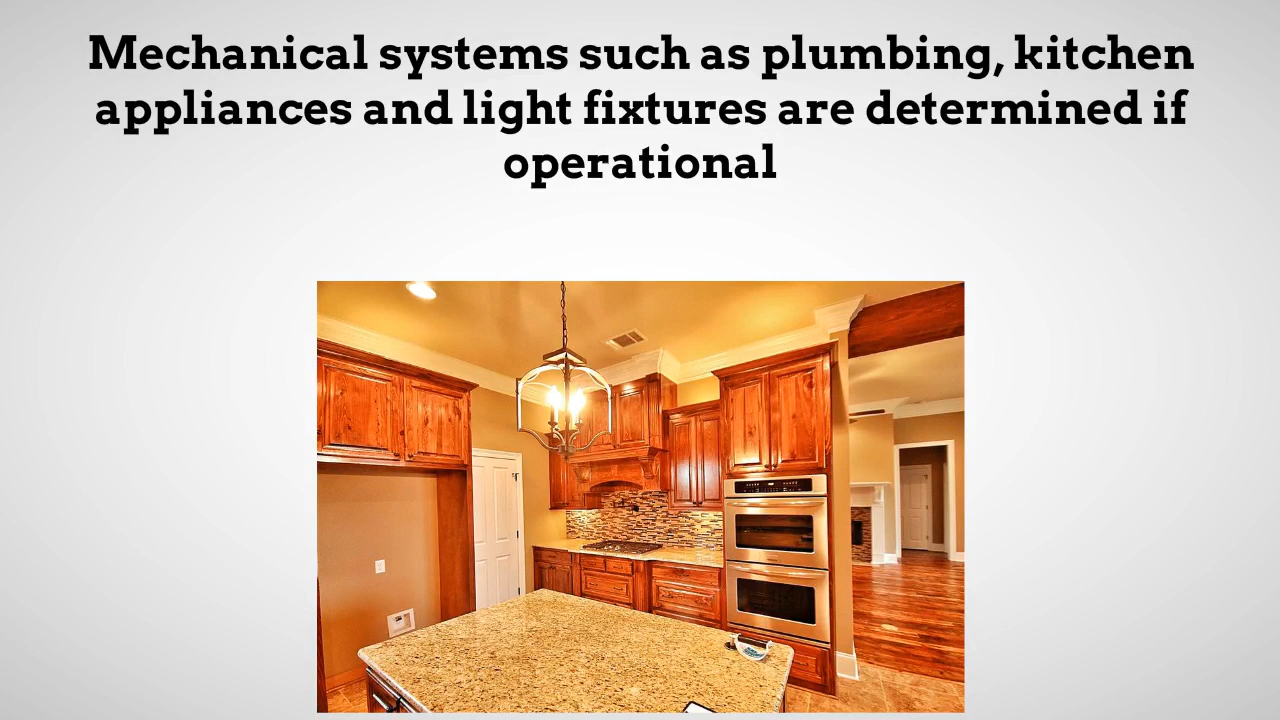 Mechanical systems such as plumbing, kitchen
appliances and light fixtures are determined if
operational